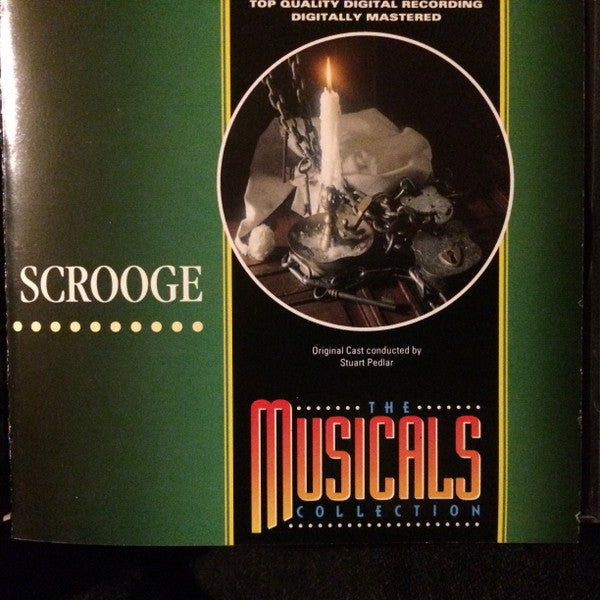 TOP QUALITY DIGITAL RECORDING
DIGITALLY MASTERED
SCROOGE
Original Cast conducted by
Stuart Pedlar
THE
MUSICALS
COLLECTION